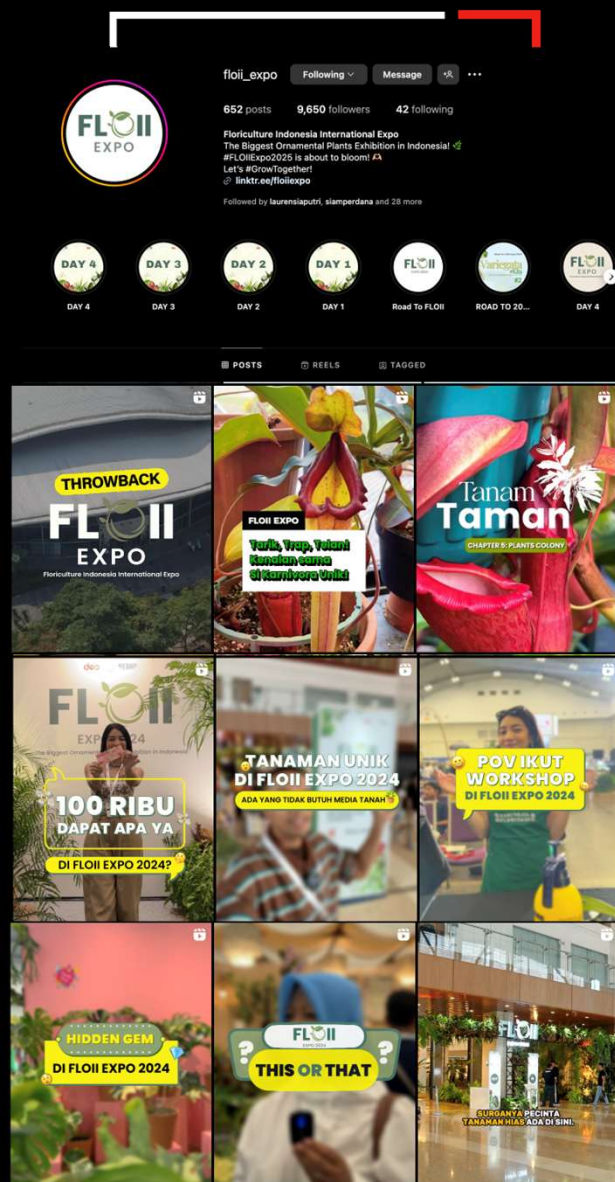 floii_expo Following Message
652 posts 9,650 followers 42 following
Floriculture Indonesia International Expo
The Biggest Ornamental Plants Exhibition in Indonesia! 🌿
#FLOIIExpo2025 is about to bloom! 🫶🏻
Let's #GrowTogether!
linktr.ee/floiiexpo
Followed by laurensiaputri, siamperdana and 28 more
FLOII
EXPO
DAY 4 DAY 3 DAY 2 DAY 1 FLOII Variegata FLOII
#2
DAY 4 DAY 3 DAY 2 DAY 1 Road To FLOII ROAD TO 20... DAY 4
POSTS REELS TAGGED
THROWBACK
FLOII
EXPO
Floriculture Indonesia International Expo
FLOII EXPO
Tarik, Trap, Telan!
Kenalan sama
Si Karnivora Unik!
Tanam
Taman
CHAPTER 5: PLANTS COLONY
FLOII
100 RIBU
DAPAT APA YA
DI FLOII EXPO 2024?
TANAMAN UNIK
DI FLOII EXPO 2024
ADA YANG TIDAK BUTUH MEDIA TANAH
POV IKUT
WORKSHOP
DI FLOII EXPO 2024
HIDDEN GEM
DI FLOII EXPO 2024
FLOII
THIS OR THAT
FLOII
SURGANYA PECINTA
TANAMAN HIAS ADA DI SINI.